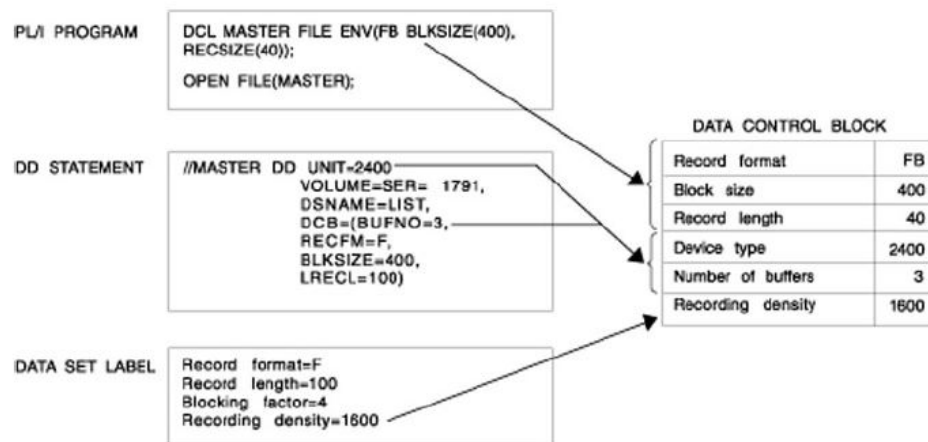 PL/I PROGRAM
DCL MASTER FILE ENV(FB BLKSIZE(400),
RECSIZE(40));
OPEN FILE(MASTER);
DD STATEMENT
//MASTER DD UNIT=2400
VOLUME=SER= 1791,
DSNAME=LIST,
DCB=(BUFNO=3,
RECFM=F,
BLKSIZE=400,
LRECL=100)
DATA SET LABEL
Record format=F
Record length=100
Blocking factor=4
Recording density=1600
DATA CONTROL BLOCK
Record format FB
Block size 400
Record length 40
Device type 2400
Number of buffers 3
Recording density 1600